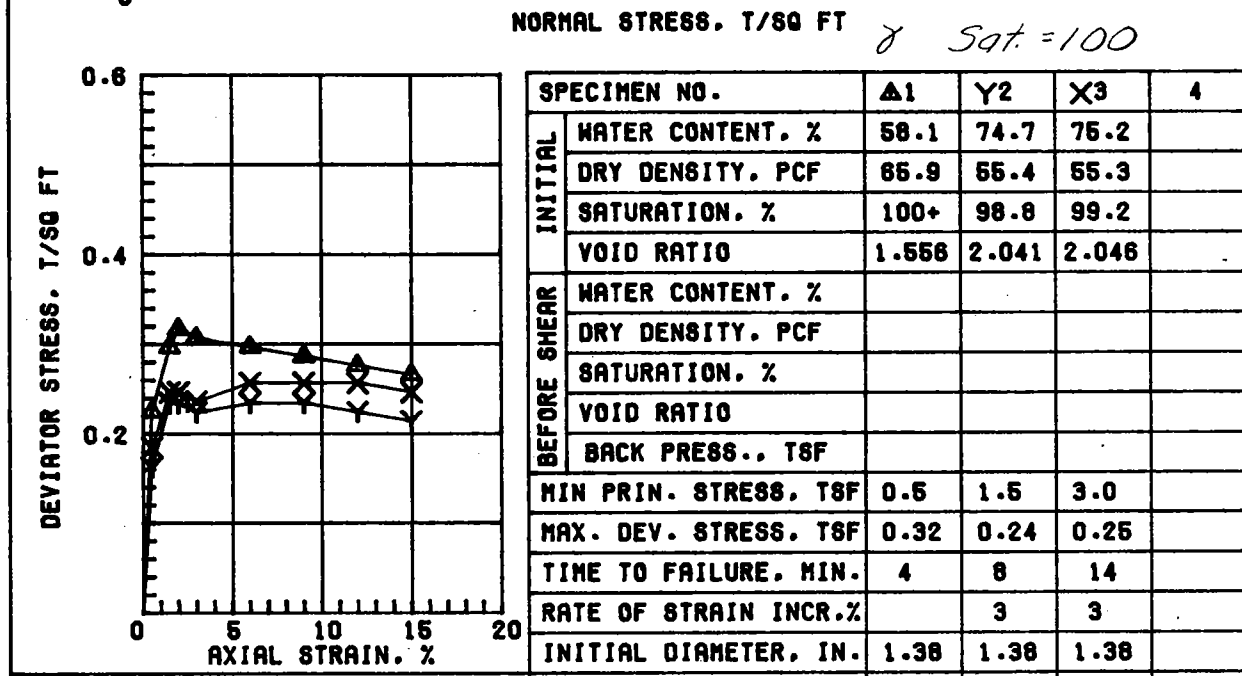 NORMAL STRESS, T/SQ FT
γ Sat. = 100
0.6
0.4
0.2
DEVIATOR STRESS, T/SQ FT
0 5 10 15 20
AXIAL STRAIN, %
SPECIMEN NO. 1 2 3 4
INITIAL
WATER CONTENT, % 58.1 74.7 75.2
DRY DENSITY, PCF 65.9 55.4 55.3
SATURATION, % 100+ 98.8 99.2
VOID RATIO 1.556 2.041 2.046
BEFORE SHEAR
WATER CONTENT, %
DRY DENSITY, PCF
SATURATION, %
VOID RATIO
BACK PRESS., TSF
MIN PRIN. STRESS, TSF 0.5 1.5 3.0
MAX. DEV. STRESS, TSF 0.32 0.24 0.25
TIME TO FAILURE, MIN. 4 8 14
RATE OF STRAIN INCR.% 3 3
INITIAL DIAMETER, IN. 1.38 1.38 1.38